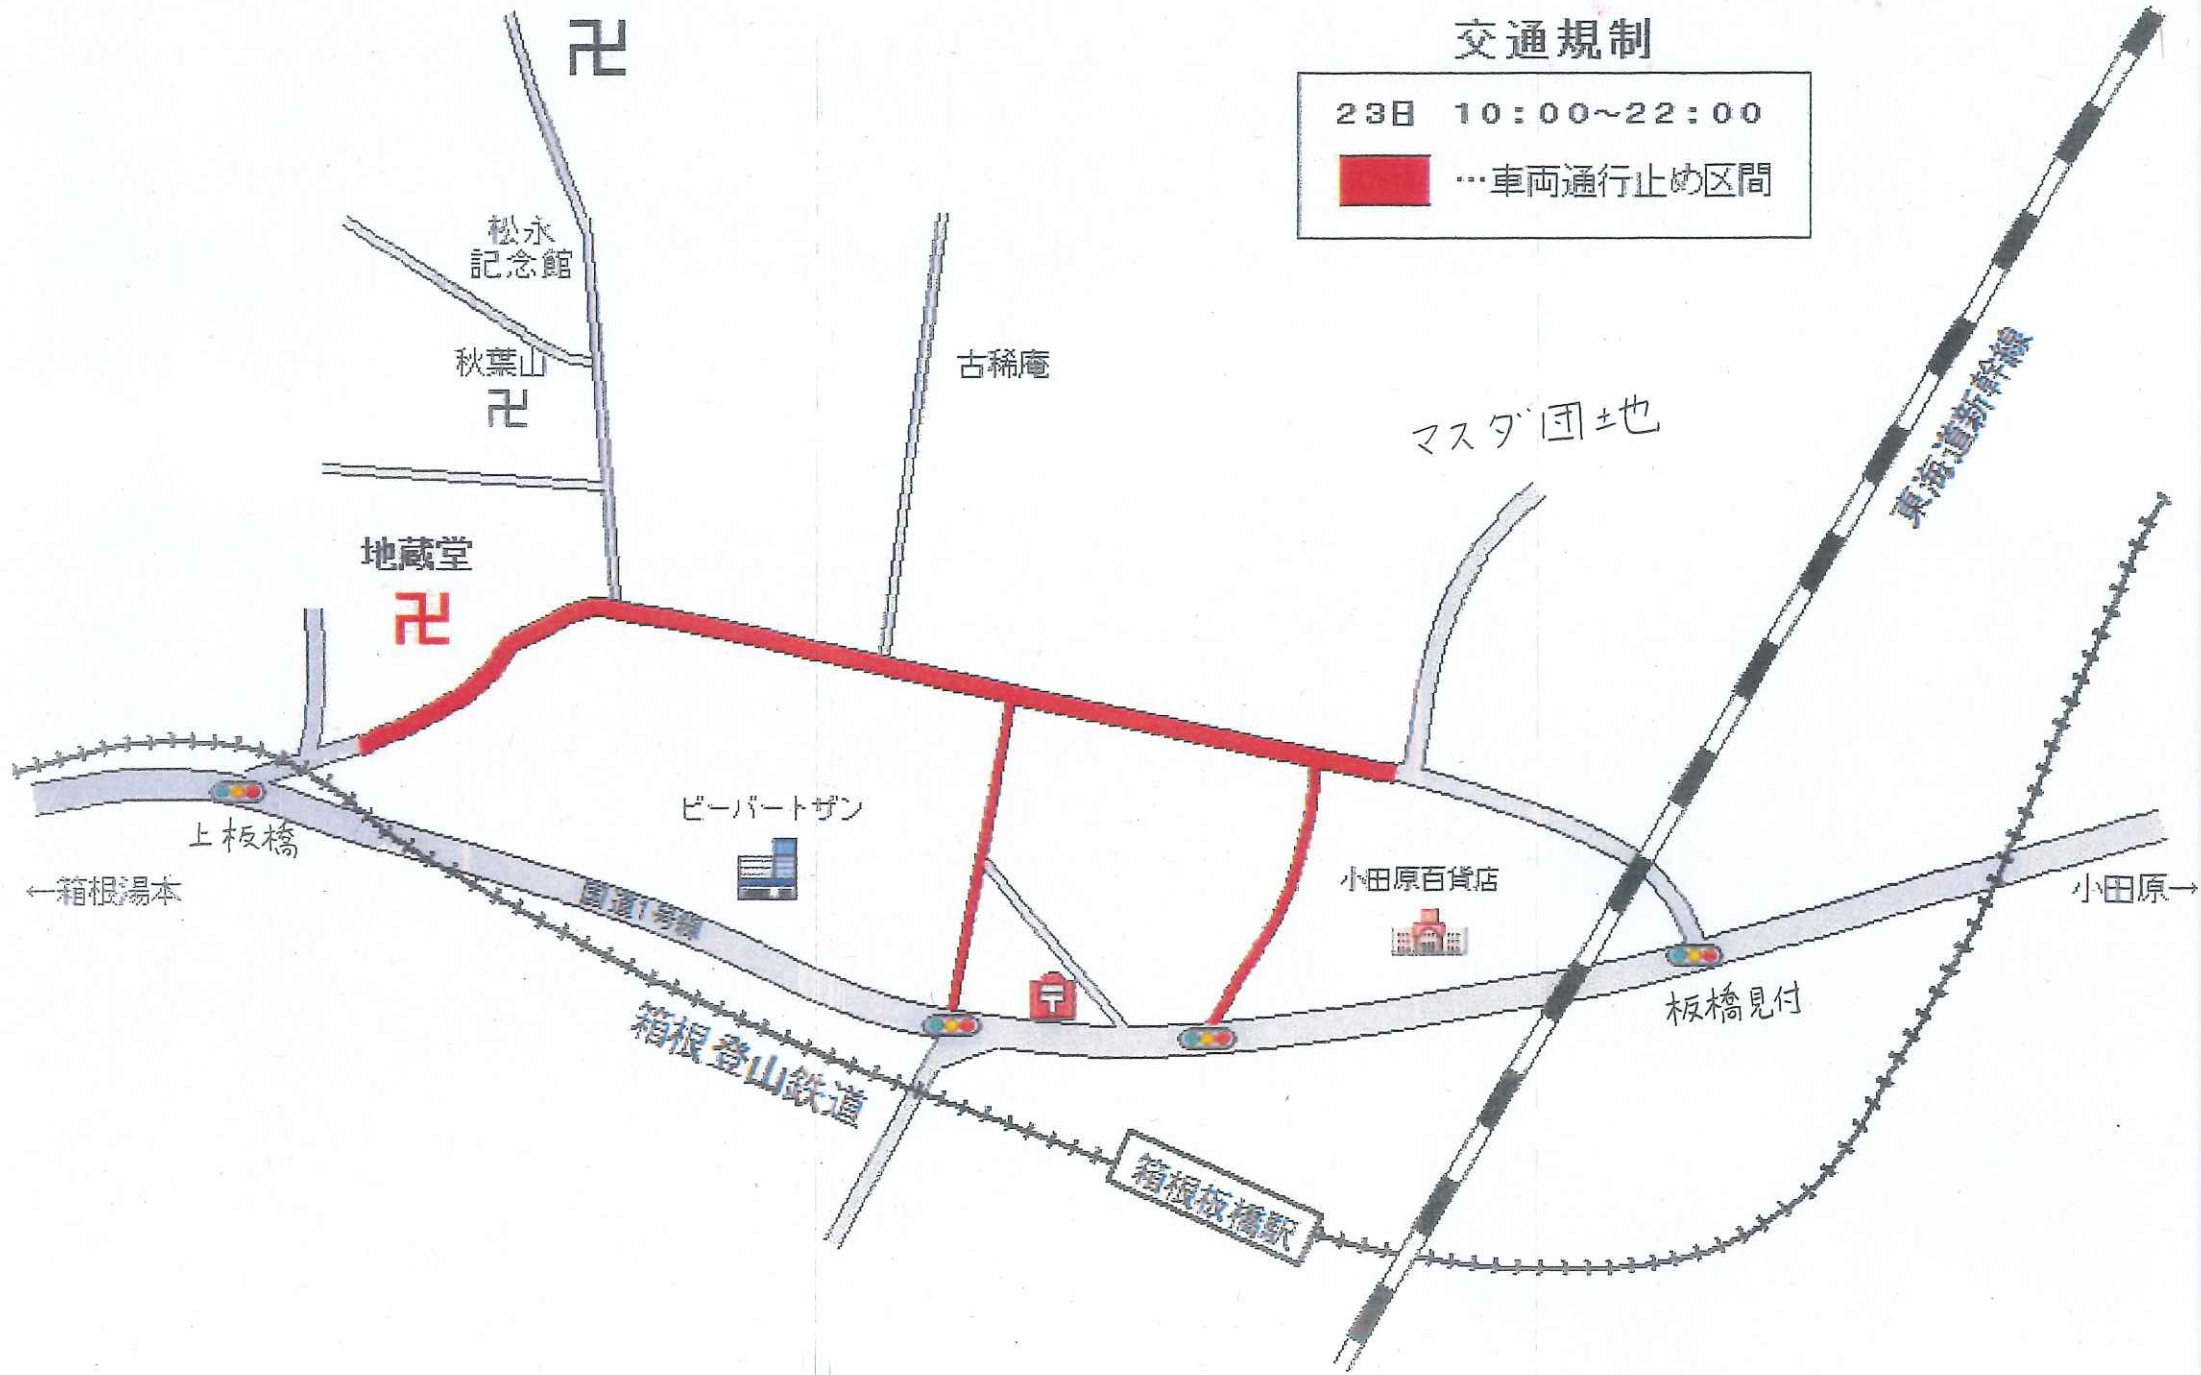 交通規制
23日 10:00~22:00
…車両通行止め区間
卍
松永
記念館
秋葉山
卍
古稀庵
マスダ団地
東海道新幹線
地蔵堂
卍
ビーバートザン
上板橋
←箱根湯本
国道1号線
小田原百貨店
小田原→
〒
板橋見付
箱根登山鉄道
箱根板橋駅